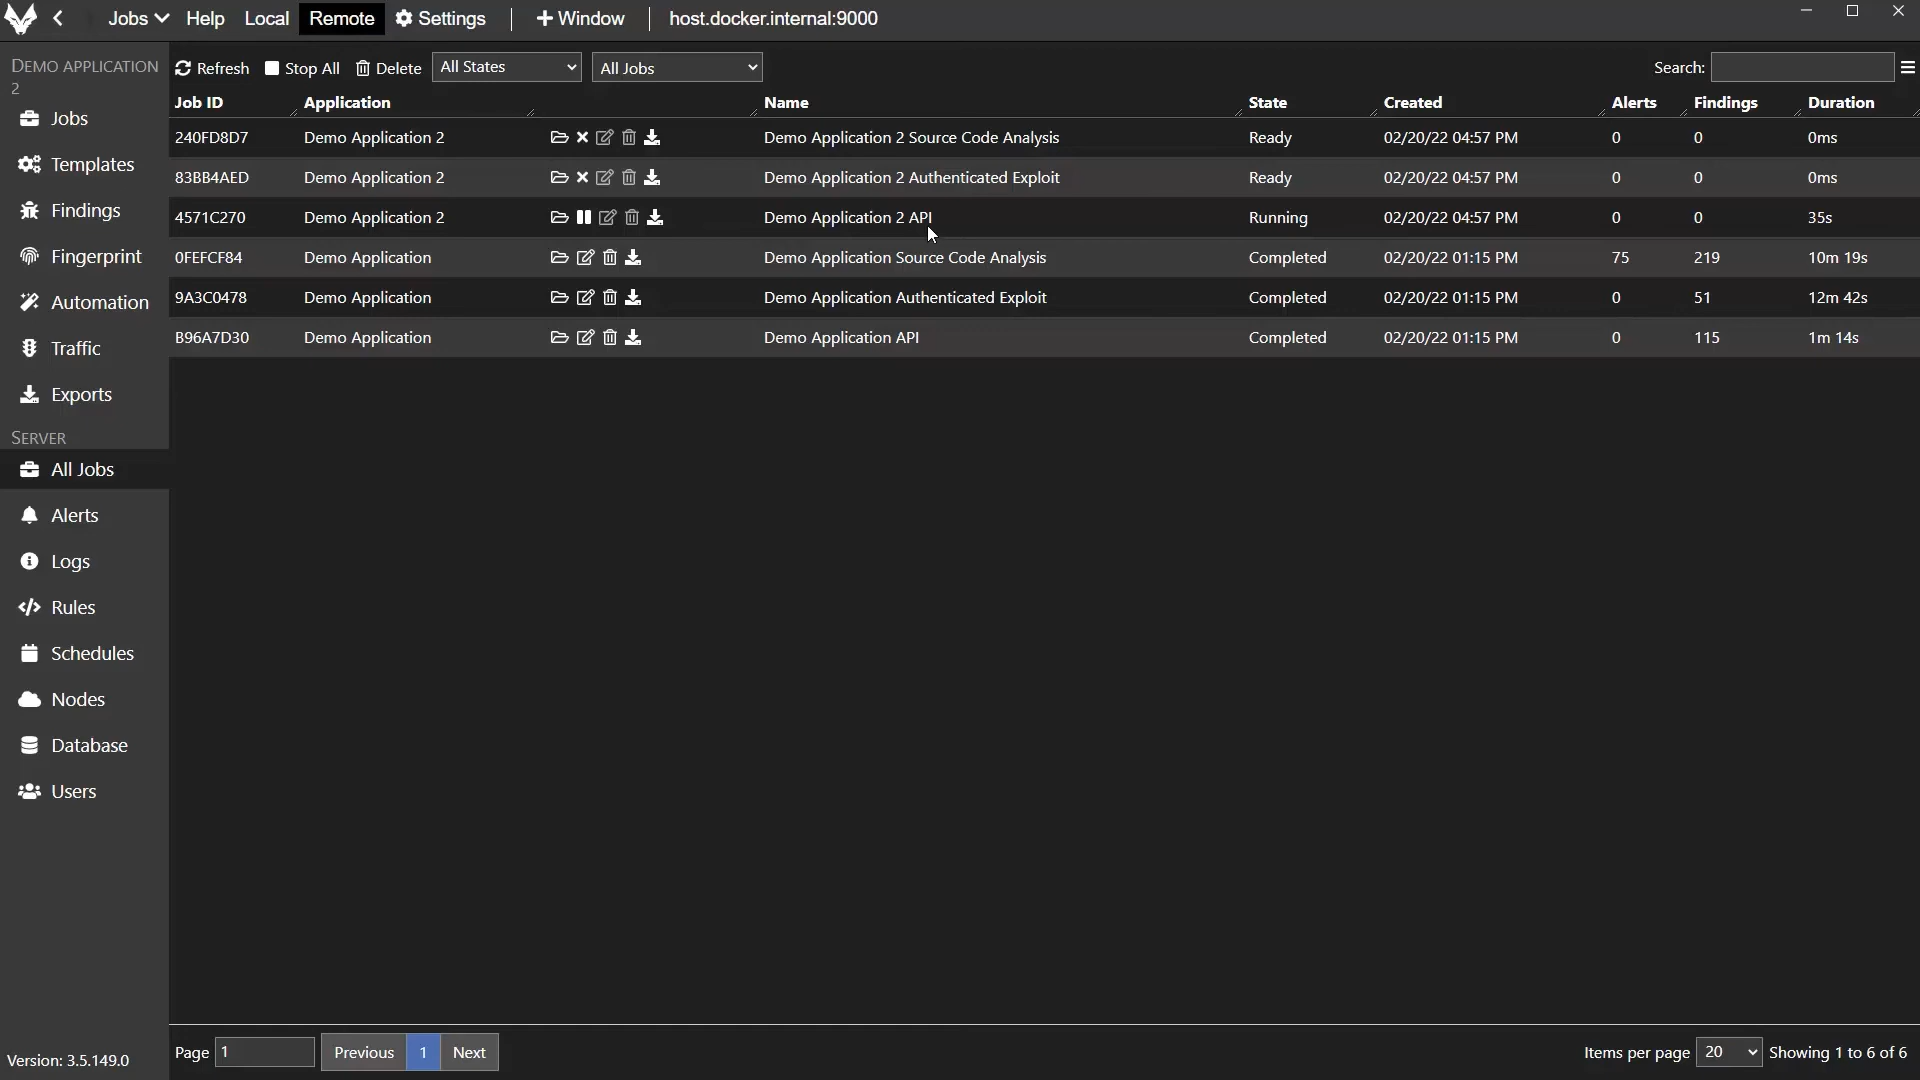 Jobs Help Local Remote Settings | + Window | host.docker.internal:9000
DEMO APPLICATION
2
Jobs
Templates
Findings
Fingerprint
Automation
Traffic
Exports
SERVER
All Jobs
Alerts
Logs
Rules
Schedules
Nodes
Database
Users
Version: 3.5.149.0
Refresh Stop All Delete All States All Jobs Search:
Job ID Application Name State Created Alerts Findings Duration
240FD8D7 Demo Application 2 Demo Application 2 Source Code Analysis Ready 02/20/22 04:57 PM 0 0 0ms
83BB4AED Demo Application 2 Demo Application 2 Authenticated Exploit Ready 02/20/22 04:57 PM 0 0 0ms
4571C270 Demo Application 2 Demo Application 2 API Running 02/20/22 04:57 PM 0 0 35s
0FEFCF84 Demo Application Demo Application Source Code Analysis Completed 02/20/22 01:15 PM 75 219 10m 19s
9A3C0478 Demo Application Demo Application Authenticated Exploit Completed 02/20/22 01:15 PM 0 51 12m 42s
B96A7D30 Demo Application Demo Application API Completed 02/20/22 01:15 PM 0 115 1m 14s
Page 1 Previous 1 Next Items per page 20 Showing 1 to 6 of 6